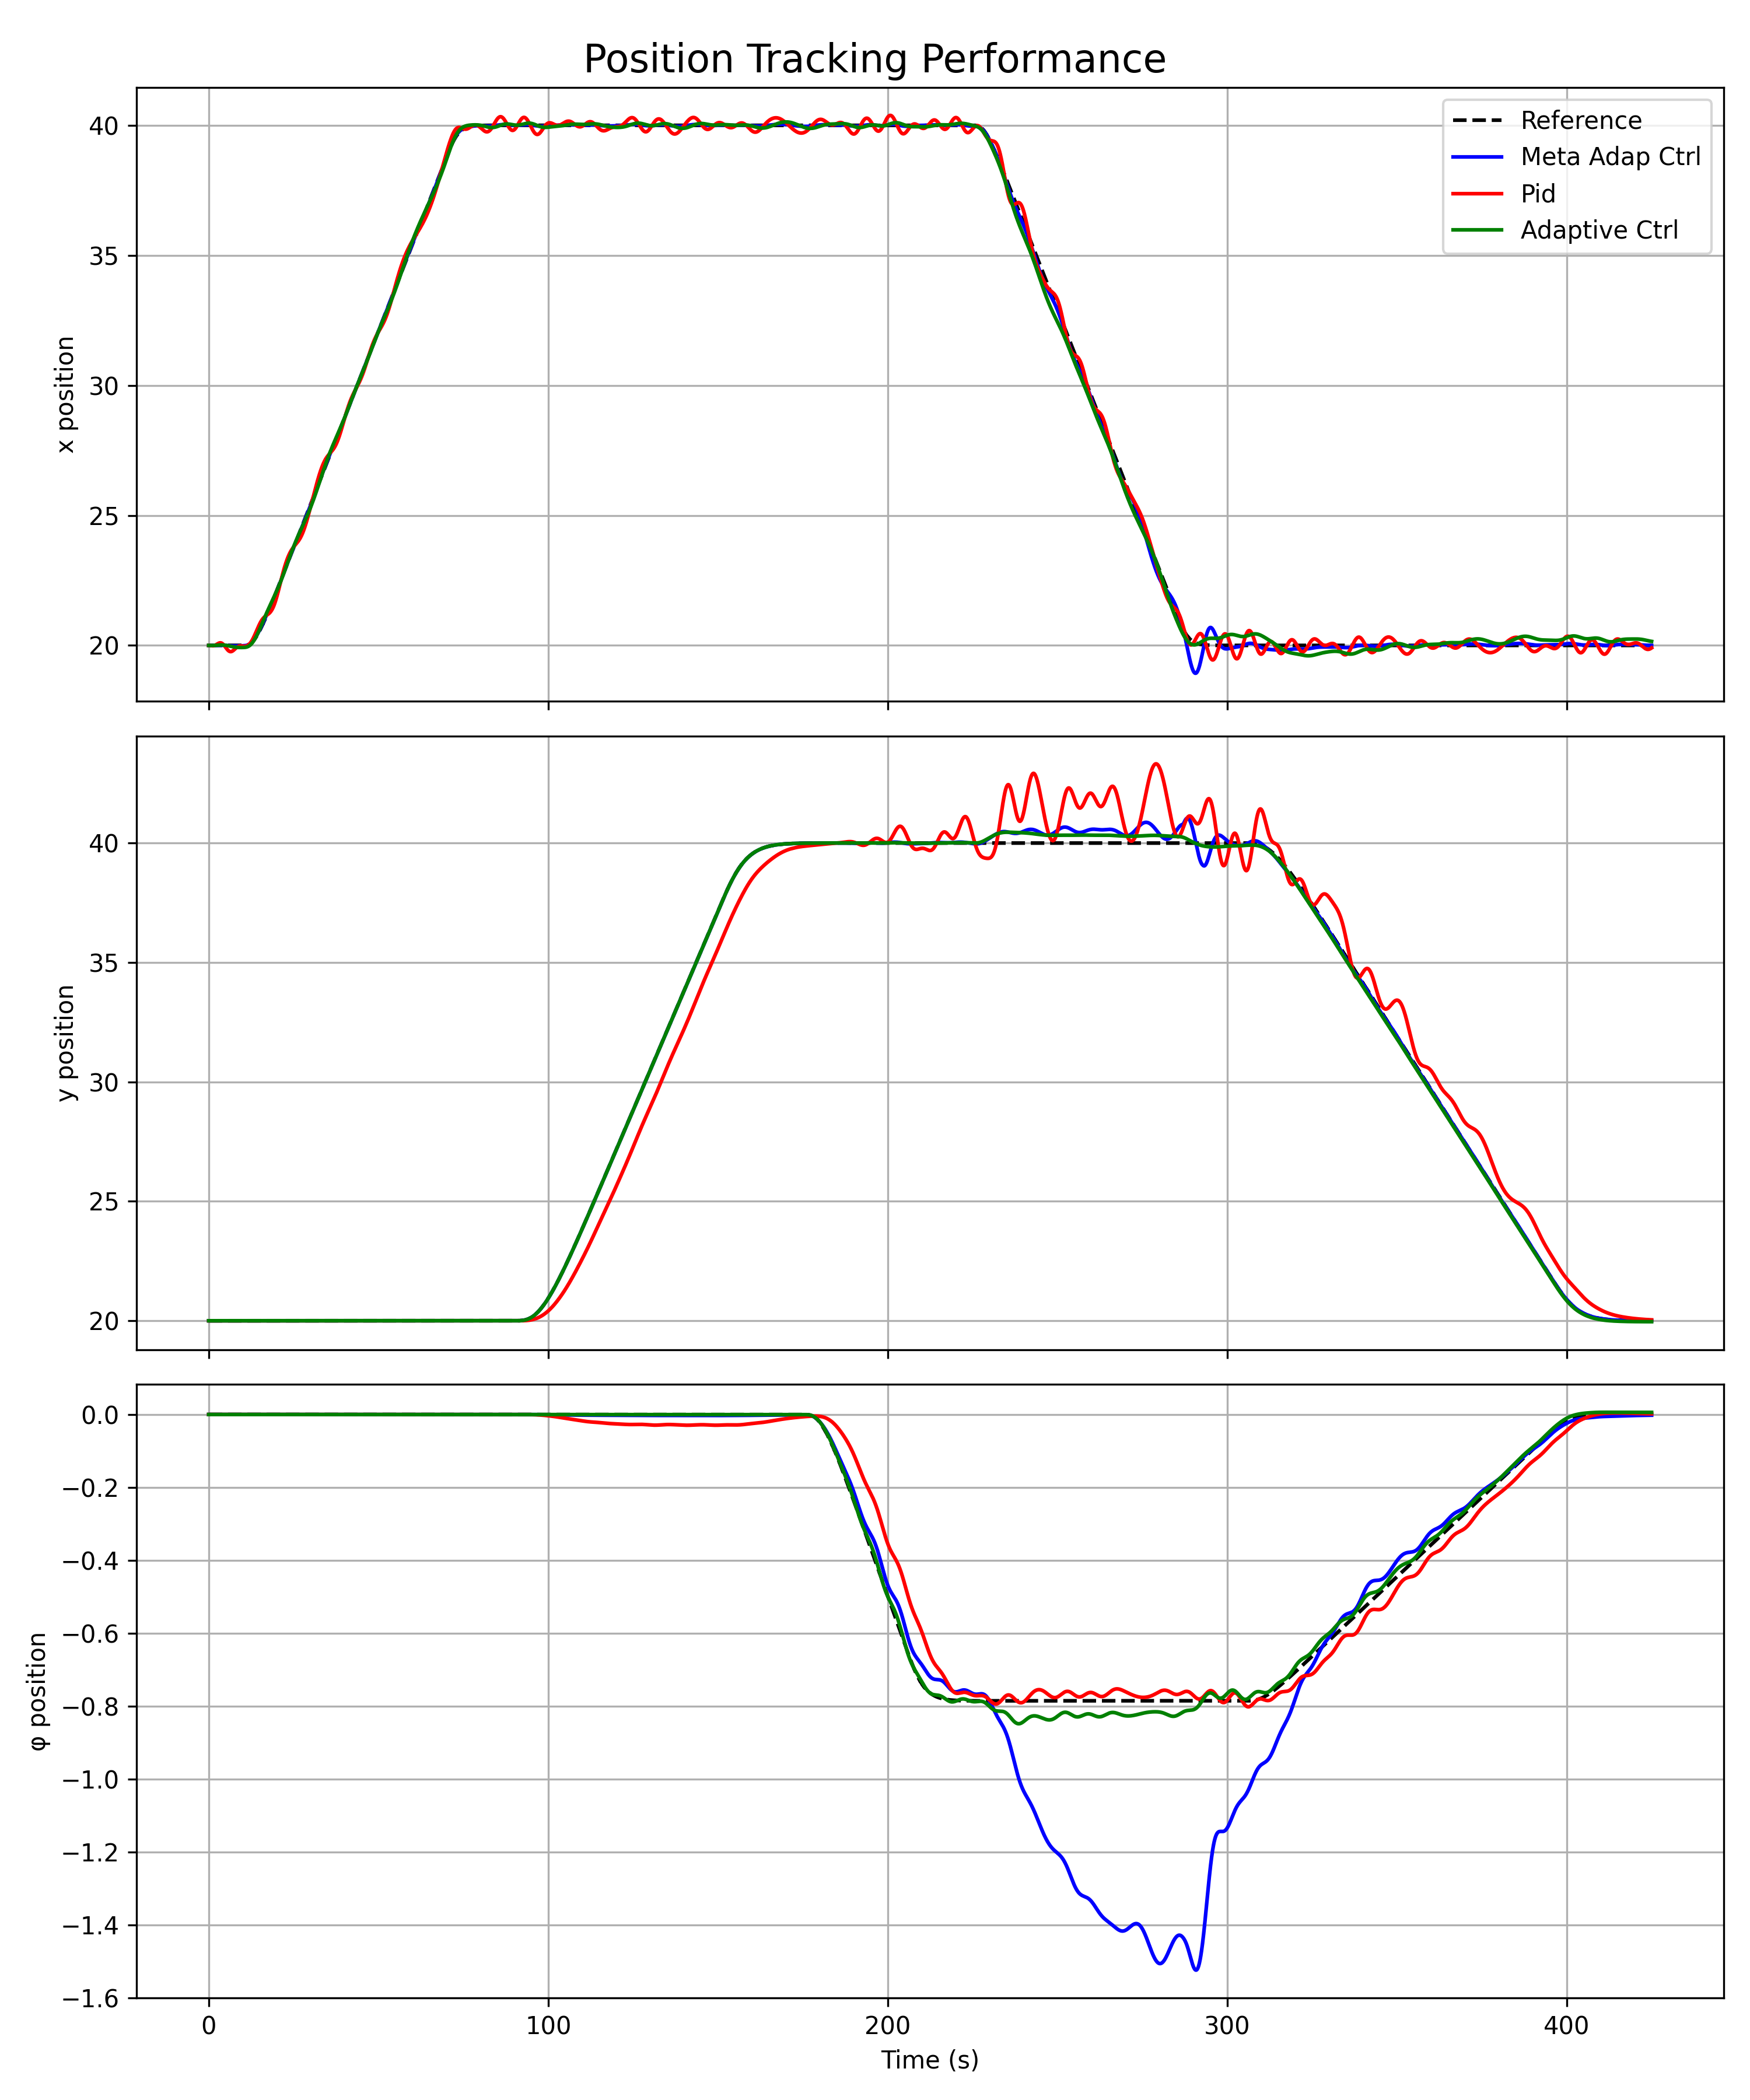 Position Tracking Performance
40
35
30
25
20
x position
Reference
Meta Adap Ctrl
Pid
Adaptive Ctrl
40
35
30
25
20
y position
0.0
−0.2
−0.4
−0.6
−0.8
−1.0
−1.2
−1.4
−1.6
φ position
0 100 200 300 400
Time (s)